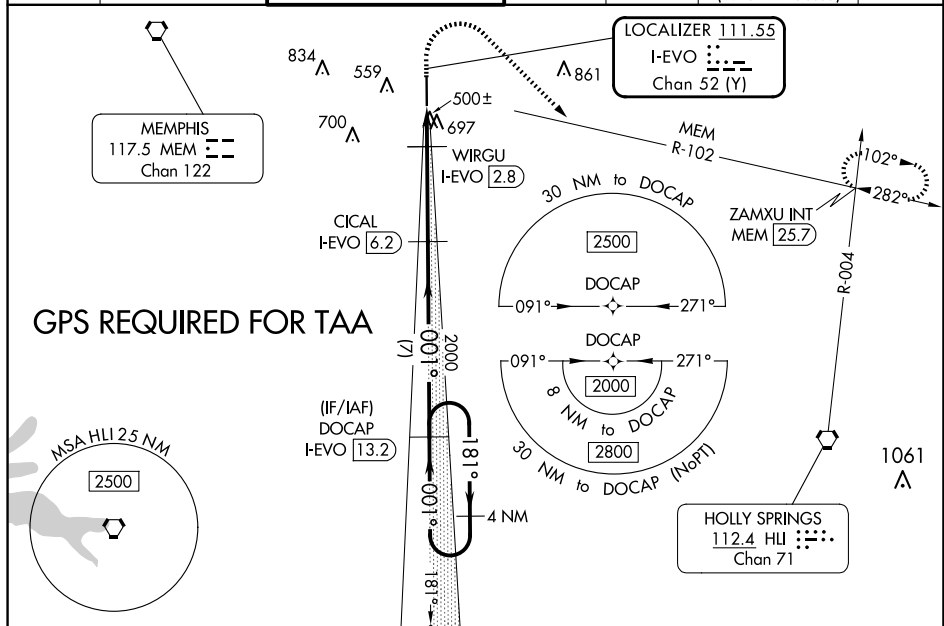 834
559
700
500±
697
861
LOCALIZER 111.55
I-EVO
Chan 52 (Y)
MEMPHIS
117.5 MEM
Chan 122
WIRGU
I-EVO 2.8
MEM
R-102
102°
282°
ZAMXU INT
MEM 25.7
R-004
CICAL
I-EVO 6.2
30 NM to DOCAP
2500
DOCAP
091°
271°
DOCAP
091°
271°
2000
8 NM to DOCAP
2800
30 NM to DOCAP (NoPT)
GPS REQUIRED FOR TAA
2000
001°
(7)
(IF/IAF)
DOCAP
I-EVO 13.2
181°
001°
4 NM
181°
MSA HLI 25 NM
2500
1061
HOLLY SPRINGS
112.4 HLI
Chan 71